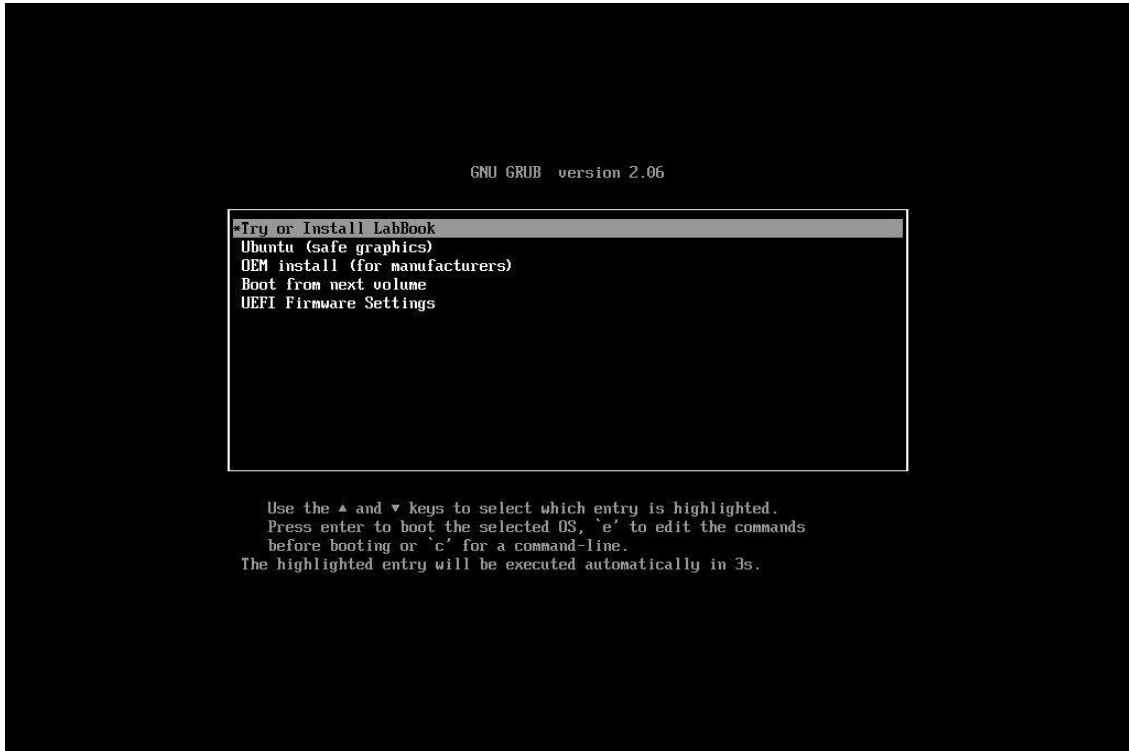 GNU GRUB version 2.06
*Try or Install LabBook
Ubuntu (safe graphics)
OEM install (for manufacturers)
Boot from next volume
UEFI Firmware Settings
Use the ▲ and ▼ keys to select which entry is highlighted.
Press enter to boot the selected OS, `e' to edit the commands
before booting or `c' for a command-line.
The highlighted entry will be executed automatically in 3s.